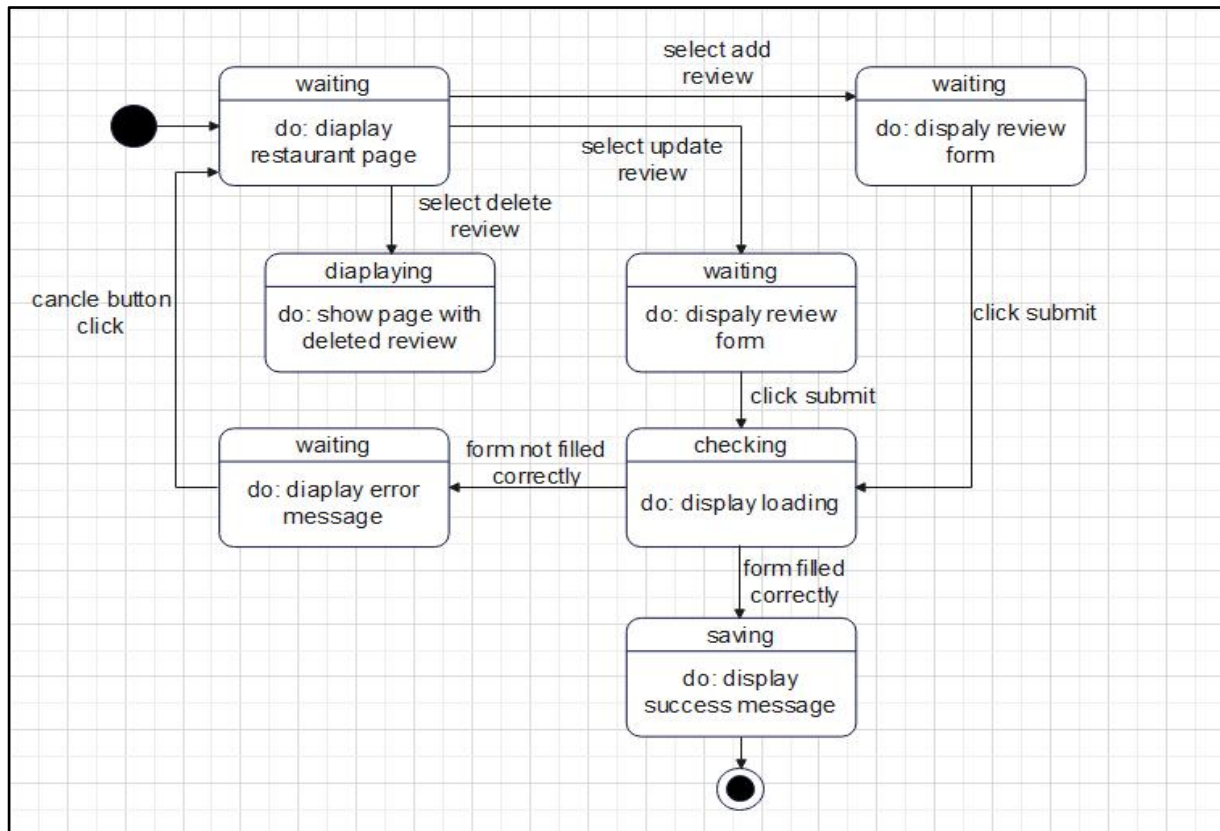 select add
review
waiting
do: diaplay
restaurant page
waiting
do: dispaly review
form
select update
review
select delete
review
diaplaying
do: show page with
deleted review
waiting
do: dispaly review
form
cancle button
click
click submit
click submit
waiting
do: diaplay error
message
form not filled
correctly
checking
do: display loading
form filled
correctly
saving
do: display
success message